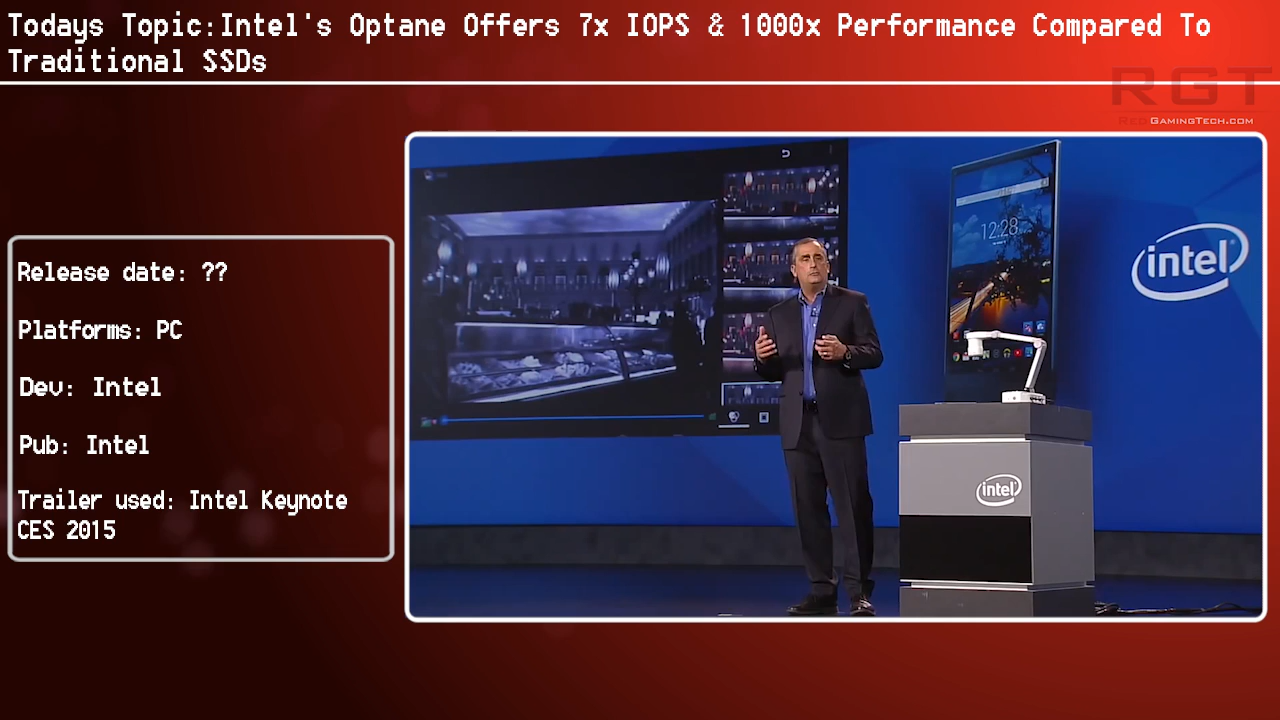 Todays Topic:Intel's Optane Offers 7x IOPS & 1000x Performance Compared To
Traditional SSDs
RGT
RedGamingTech.com
Release date: ??
Platforms: PC
Dev: Intel
Pub: Intel
Trailer used: Intel Keynote
CES 2015
12:28
intel
intel